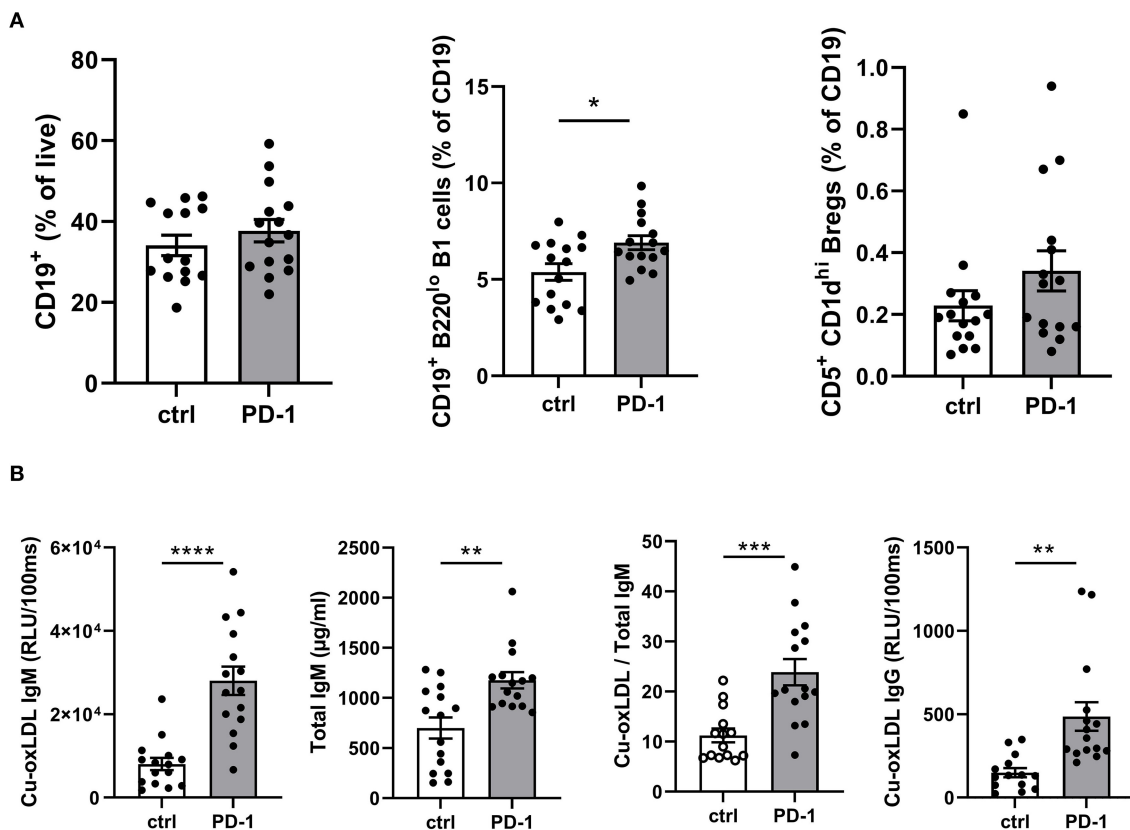 A
CD19⁺ (% of live)
80
60
40
20
0
ctrl PD-1
CD19⁺ B220ˡᵒ B1 cells (% of CD19)
15
10
5
0
*
ctrl PD-1
CD5⁺ CD1dʰⁱ Bregs (% of CD19)
1.0
0.8
0.6
0.4
0.2
0.0
ctrl PD-1
B
Cu-oxLDL IgM (RLU/100ms)
6×10⁴
4×10⁴
2×10⁴
0
****
ctrl PD-1
Total IgM (µg/ml)
2500
2000
1500
1000
500
0
**
ctrl PD-1
Cu-oxLDL / Total IgM
50
40
30
20
10
0
***
ctrl PD-1
Cu-oxLDL IgG (RLU/100ms)
1500
1000
500
0
**
ctrl PD-1